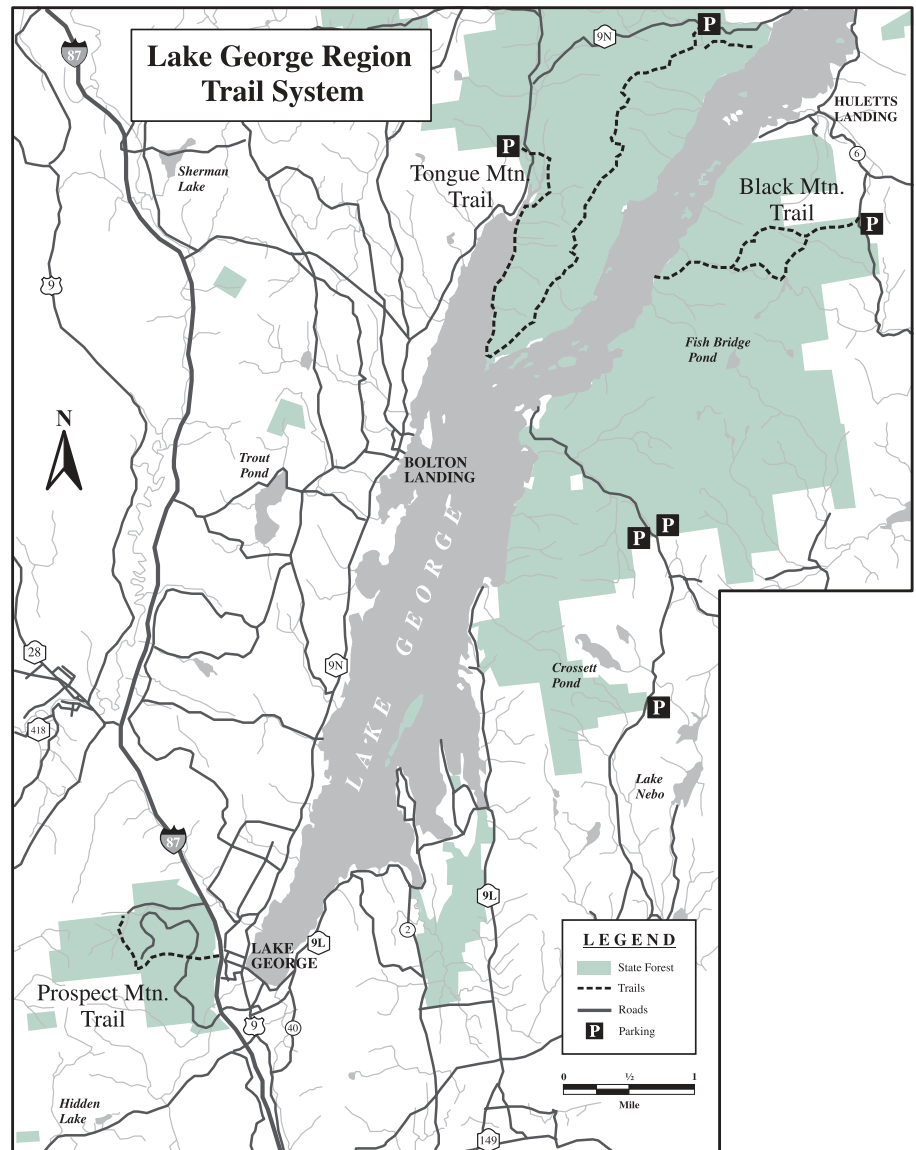 Lake George Region
Trail System
87
9N
P
HULETTS
LANDING
6
P
Tongue Mtn.
Trail
Sherman
Lake
Black Mtn.
Trail
P
9
Fish Bridge
Pond
N
Trout
Pond
BOLTON
LANDING
P
P
LAKE GEORGE
28
9N
Crossett
Pond
P
418
Lake
Nebo
87
9L
2
9L
LAKE
GEORGE
Prospect Mtn.
Trail
9
40
LEGEND
State Forest
Trails
Roads
P
Parking
0 ½ 1
Mile
Hidden
Lake
149